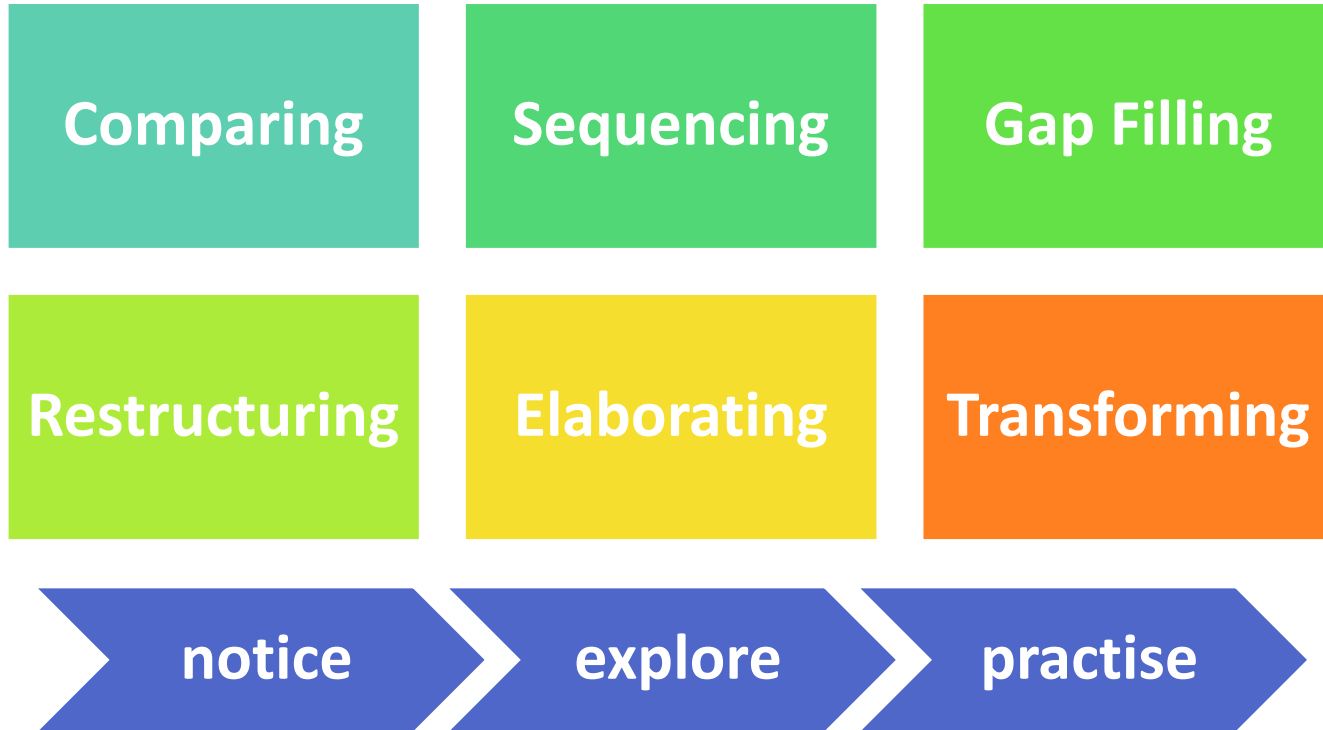 Comparing
Sequencing
Gap Filling
Restructuring
Elaborating
Transforming
notice
explore
practise